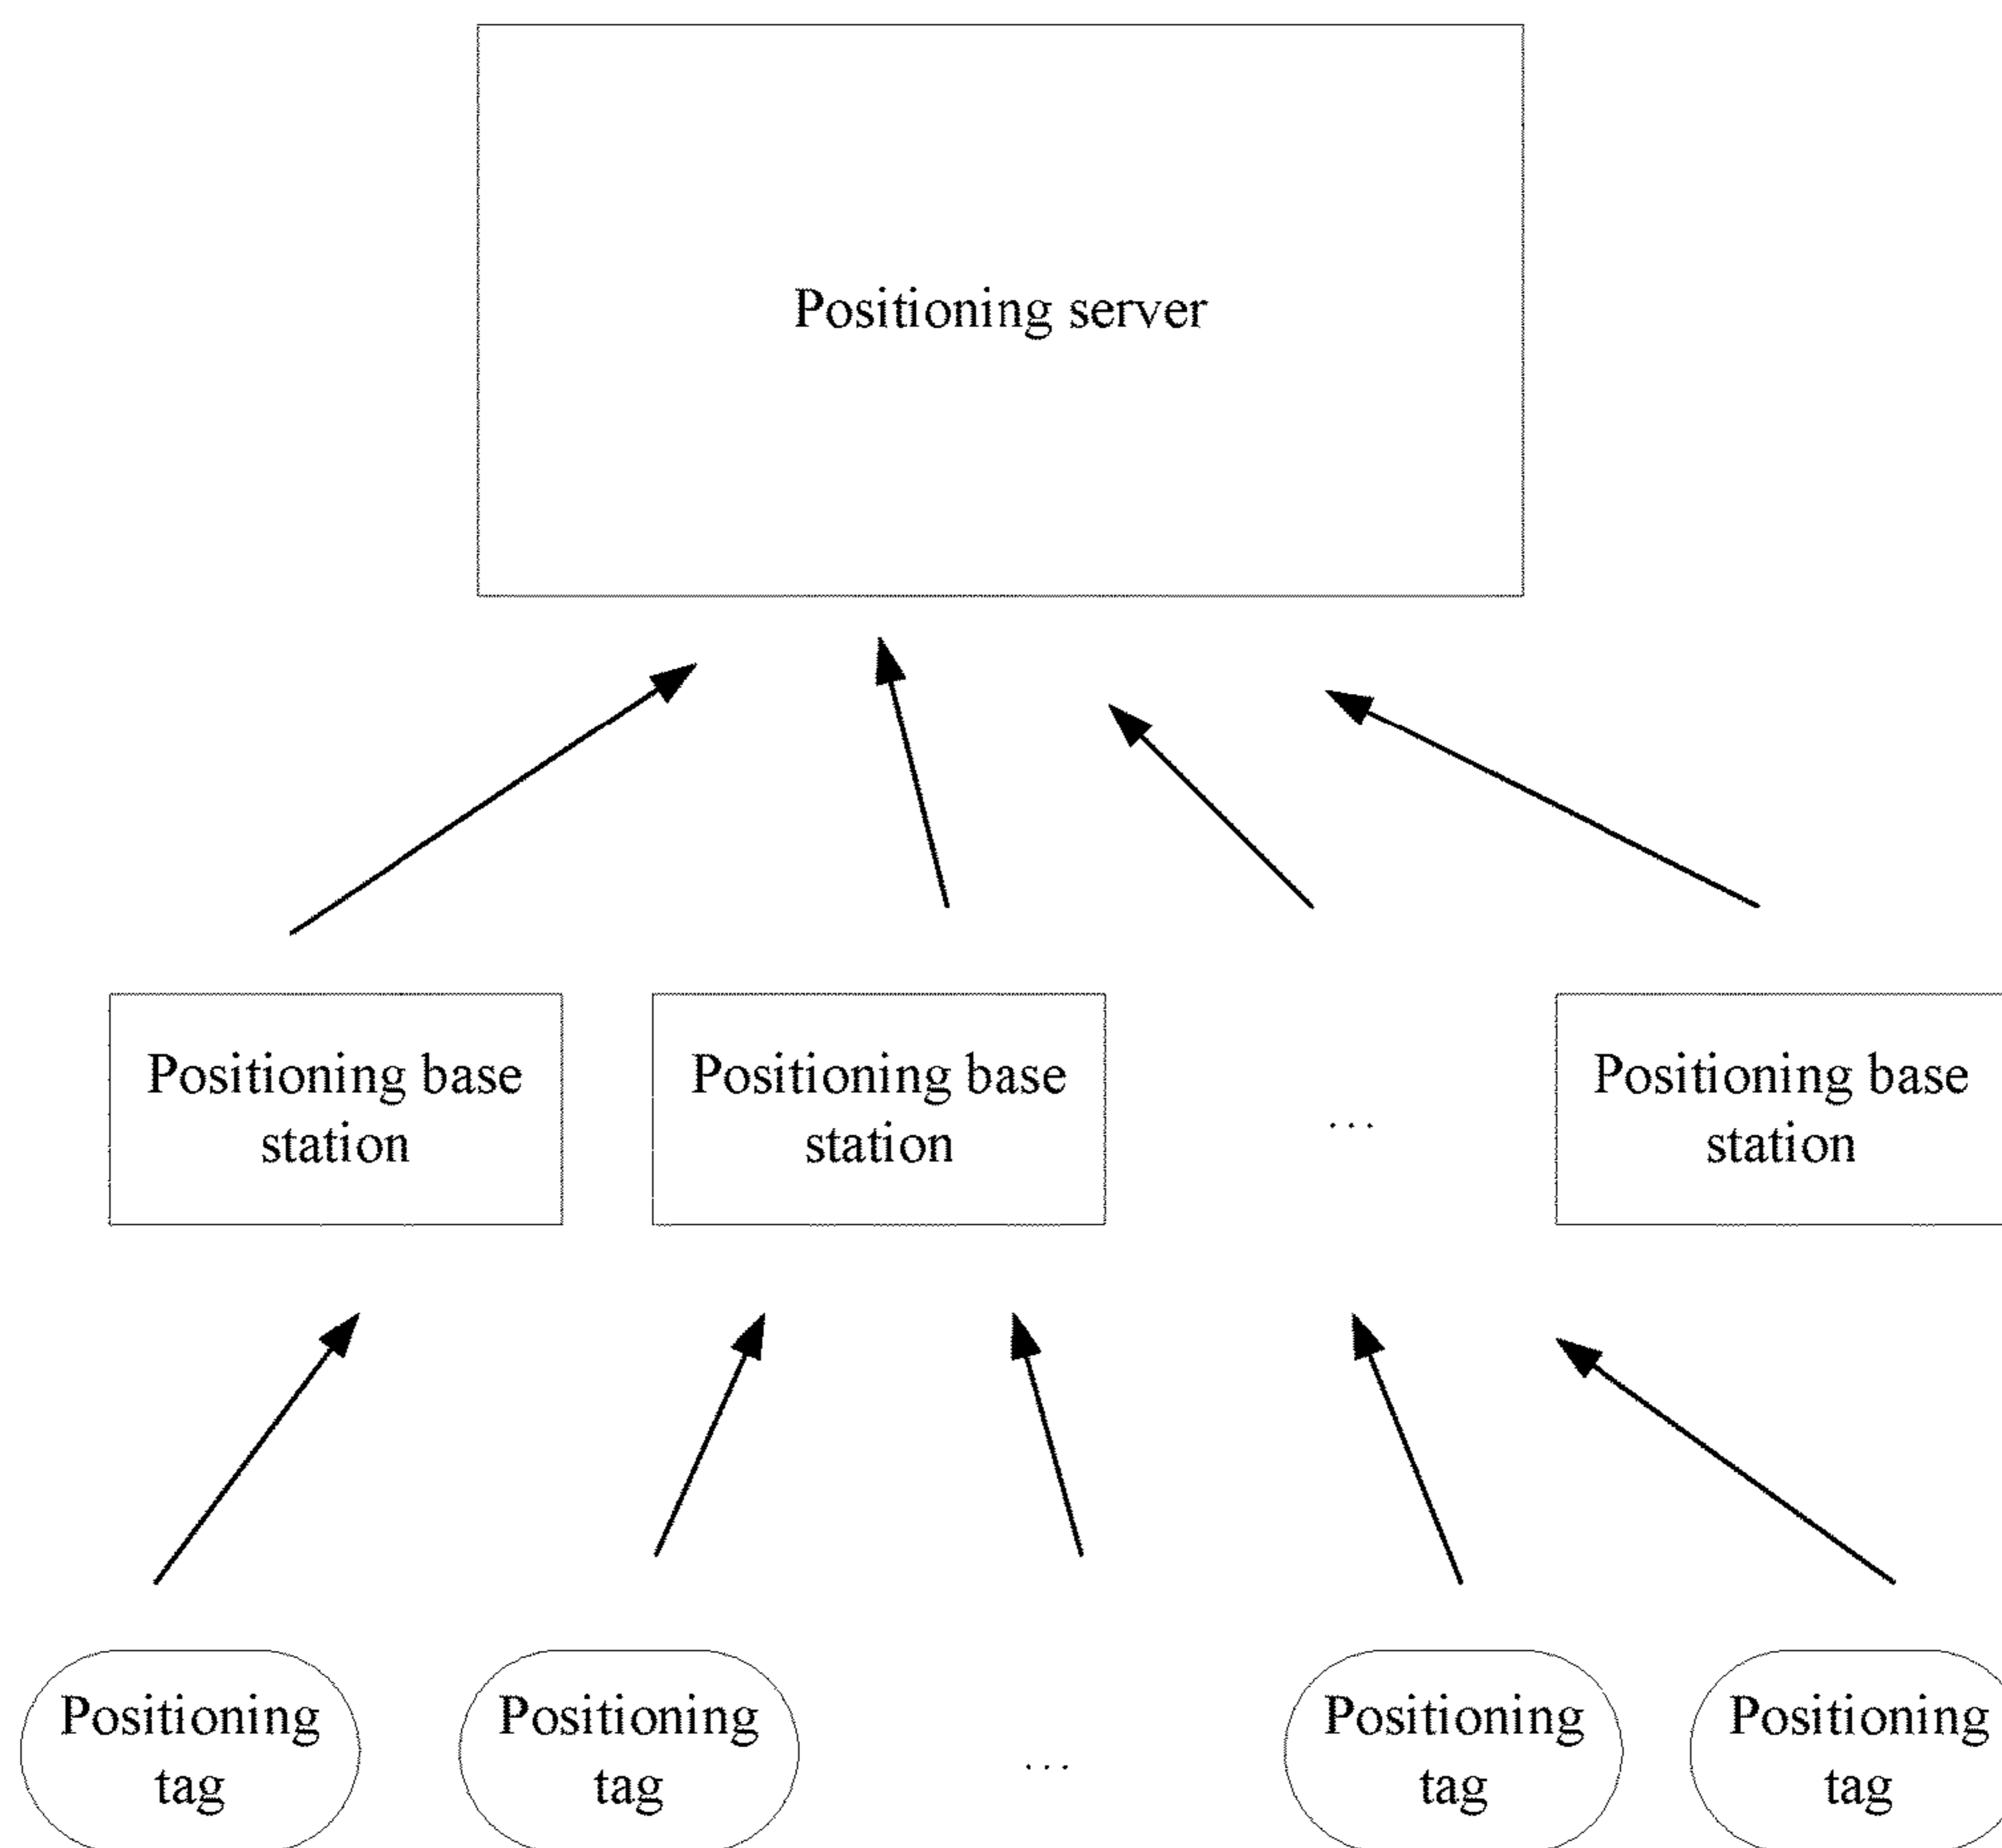 Positioning server
Positioning base
station
Positioning base
station
...
Positioning base
station
Positioning
tag
Positioning
tag
...
Positioning
tag
Positioning
tag